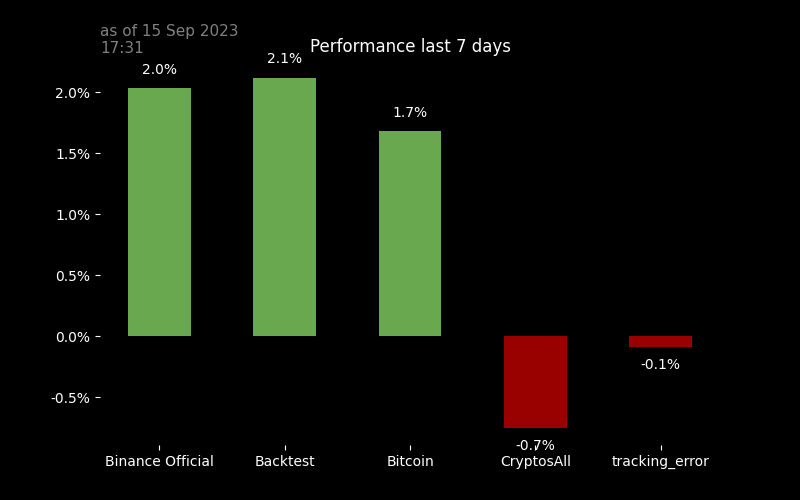 as of 15 Sep 2023
17:31
Performance last 7 days
2.0%
2.1%
1.7%
-0.7%
-0.1%
2.0%
1.5%
1.0%
0.5%
0.0%
-0.5%
Binance Official
Backtest
Bitcoin
CryptosAll
tracking_error